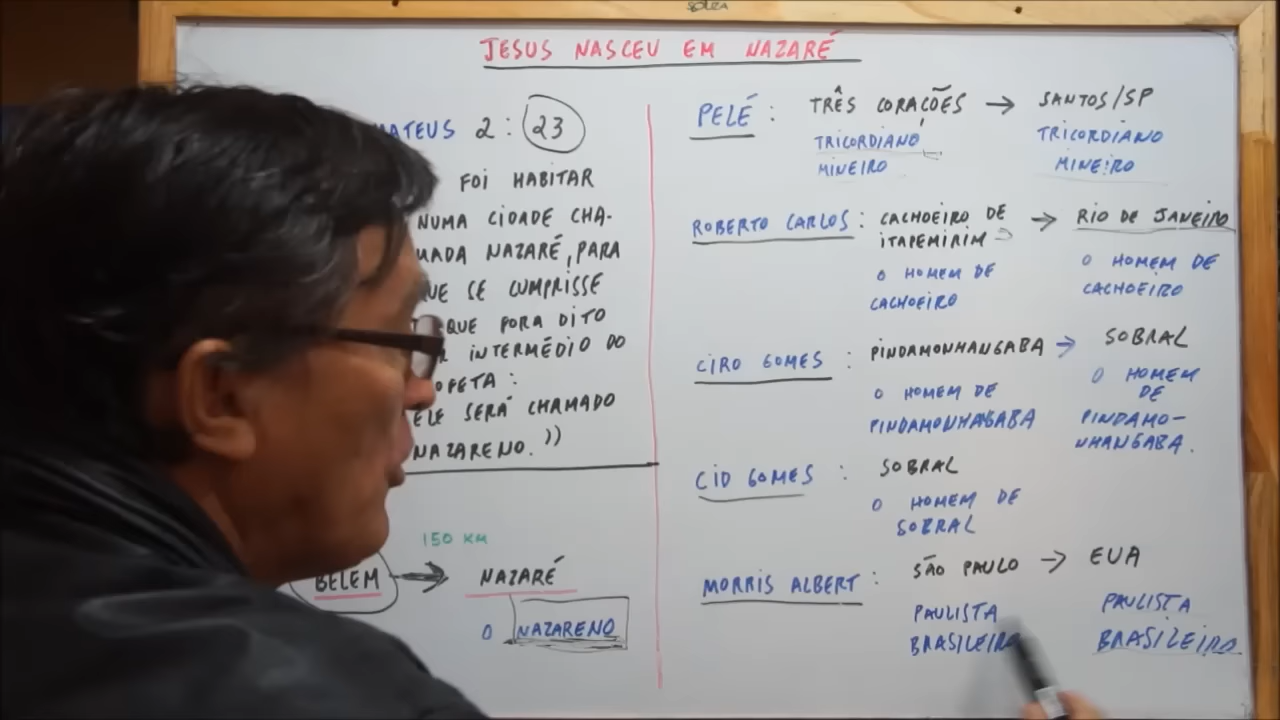 SOUZA
JESUS NASCEU EM NAZARÉ
MATEUS 2:23
FOI HABITAR
NUMA CIDADE CHA-
MADA NAZARÉ, PARA
QUE SE CUMPRISSE
QUE FORA DITO
INTERMÉDIO DO
OFETA:
ELE SERÁ CHAMADO
NAZARENO."
150 KM
BELEM → NAZARÉ
O NAZARENO
PELÉ: TRÊS CORAÇÕES → SANTOS/SP
TRICORDIANO TRICORDIANO
MINEIRO MINEIRO
ROBERTO CARLOS: CACHOEIRO DE → RIO DE JANEIRO
ITAPEMIRIM
O HOMEM DE O HOMEM DE
CACHOEIRO CACHOEIRO
CIRO GOMES: PINDAMONHANGABA → SOBRAL
O HOMEM DE O HOMEM
DE
PINDAMONHAGABA PINDAMO-
NHANGABA.
CID GOMES: SOBRAL
O HOMEM DE
SOBRAL
MORRIS ALBERT: SÃO PAULO → EUA
PAULISTA PAULISTA
BRASILEIRO BRASILEIRO